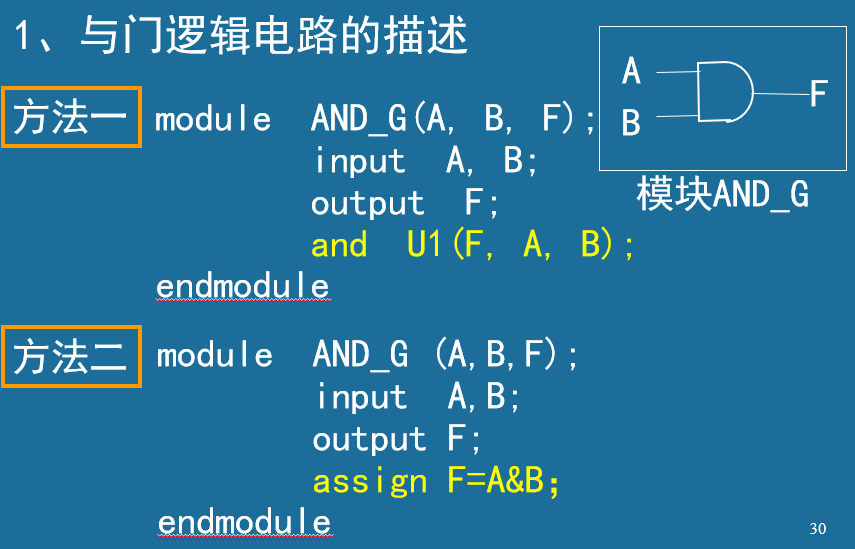 1、与门逻辑电路的描述
方法一
module  AND_G(A, B, F);
input  A, B;
output  F;
and  U1(F, A, B);
endmodule
A
B
F
模块AND_G
方法二
module  AND_G (A,B,F);
input  A,B;
output F;
assign F=A&B；
endmodule
30